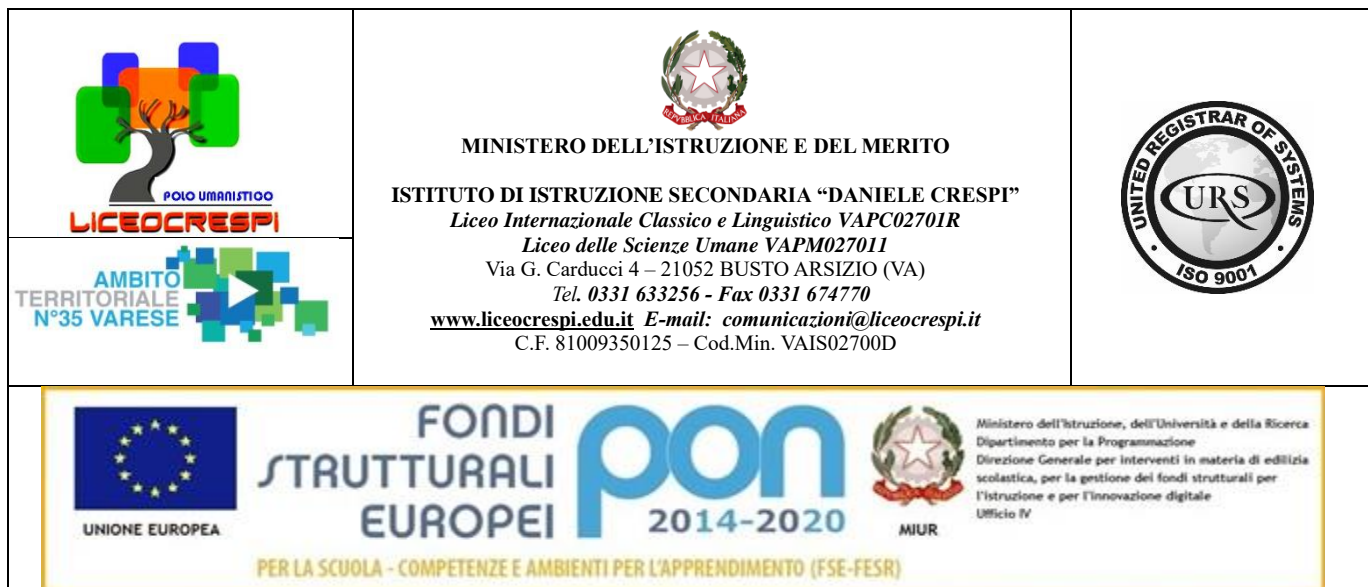 POLO UMANISTICO
LICEOCRESPI
AMBITO
TERRITORIALE
N°35 VARESE
REPVBBLICA ITALIANA
MINISTERO DELL’ISTRUZIONE E DEL MERITO
ISTITUTO DI ISTRUZIONE SECONDARIA “DANIELE CRESPI”
Liceo Internazionale Classico e Linguistico VAPC02701R
Liceo delle Scienze Umane VAPM027011
Via G. Carducci 4 – 21052 BUSTO ARSIZIO (VA)
Tel. 0331 633256 - Fax 0331 674770
www.liceocrespi.edu.it E-mail: comunicazioni@liceocrespi.it
C.F. 81009350125 – Cod.Min. VAIS02700D
UNITED REGISTRAR OF SYSTEMS
URS
ISO 9001
UNIONE EUROPEA
FONDI
STRUTTURALI
EUROPEI
pon
2014-2020
MIUR
Ministero dell'Istruzione, dell'Università e della Ricerca
Dipartimento per la Programmazione
Direzione Generale per interventi in materia di edilizia
scolastica, per la gestione dei fondi strutturali per
l'istruzione e per l'innovazione digitale
Ufficio IV
PER LA SCUOLA - COMPETENZE E AMBIENTI PER L'APPRENDIMENTO (FSE-FESR)